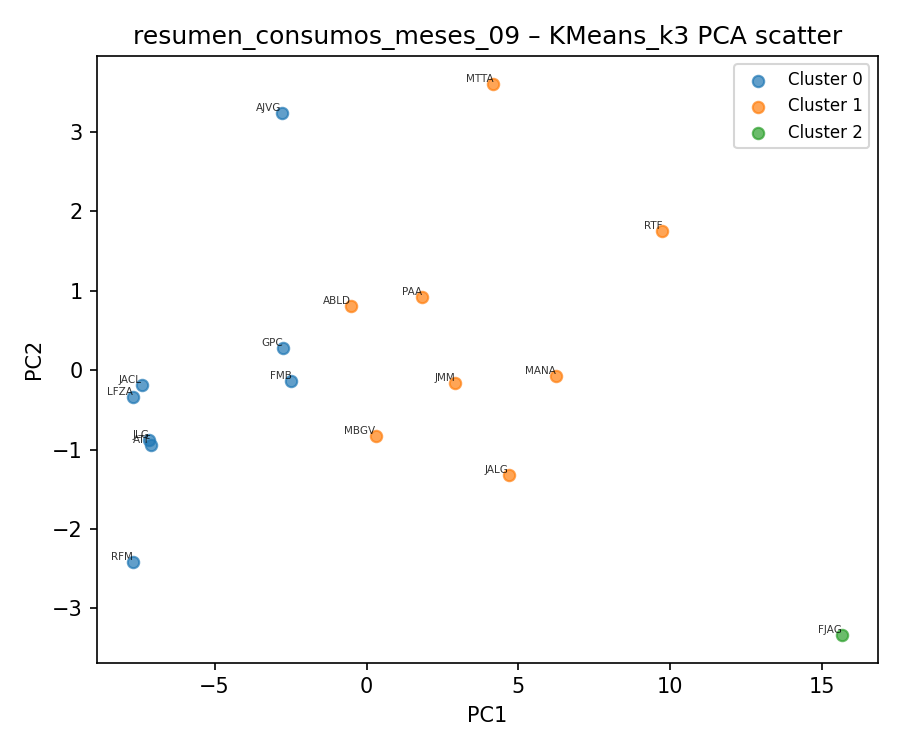 resumen_consumos_meses_09 – KMeans_k3 PCA scatter
Cluster 0
Cluster 1
Cluster 2
MTTA
AJVG
RTF
PAA
ABLD
GPC
FMB
JACL
LFZA
JMM
MANA
MBGV
JALG
RFM
FJAG
PC2
3
2
1
0
−1
−2
−3
−5
0
5
10
15
PC1